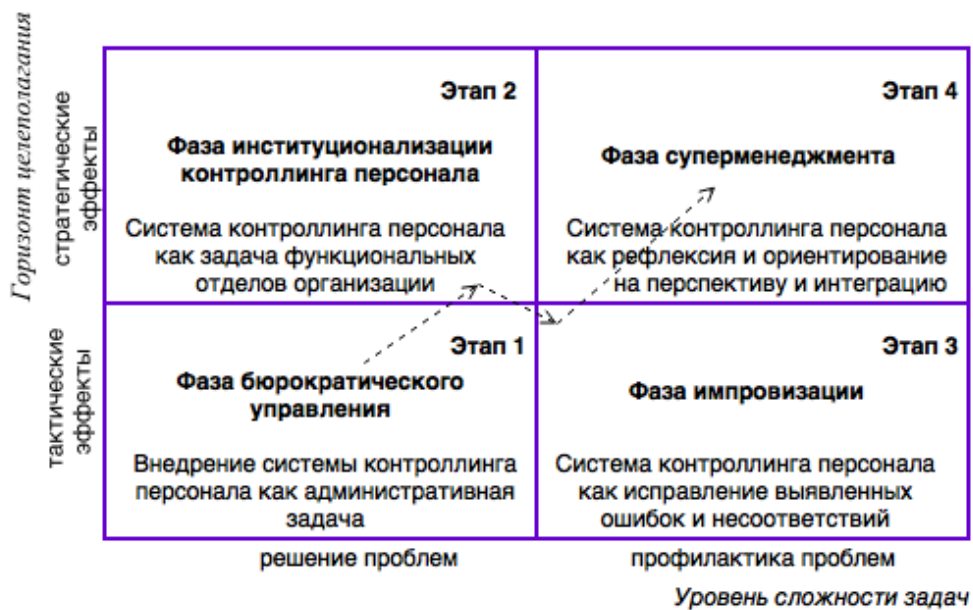 Горизонт целеполагания
стратегические
эффекты
Этап 2
Фаза институционализации
контроллинга персонала
Система контроллинга персонала
как задача функциональных
отделов организации
Этап 4
Фаза суперменеджмента
Система контроллинга персонала
как рефлексия и ориентирование
на перспективу и интеграцию
тактические
эффекты
Этап 1
Фаза бюрократического
управления
Внедрение системы контроллинга
персонала как административная
задача
Этап 3
Фаза импровизации
Система контроллинга персонала
как исправление выявленных
ошибок и несоответствий
решение проблем
профилактика проблем
Уровень сложности задач